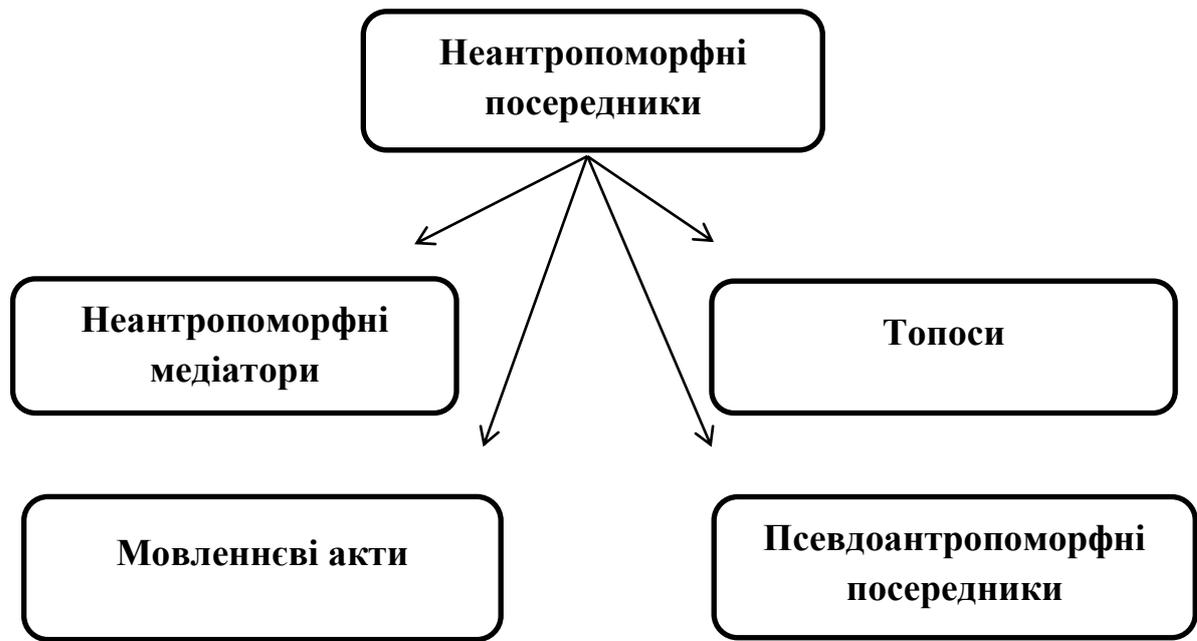 Неантропоморфні
посередники
Неантропоморфні
медіатори
Топоси
Мовленнєві акти
Псевдоантропоморфні
посередники